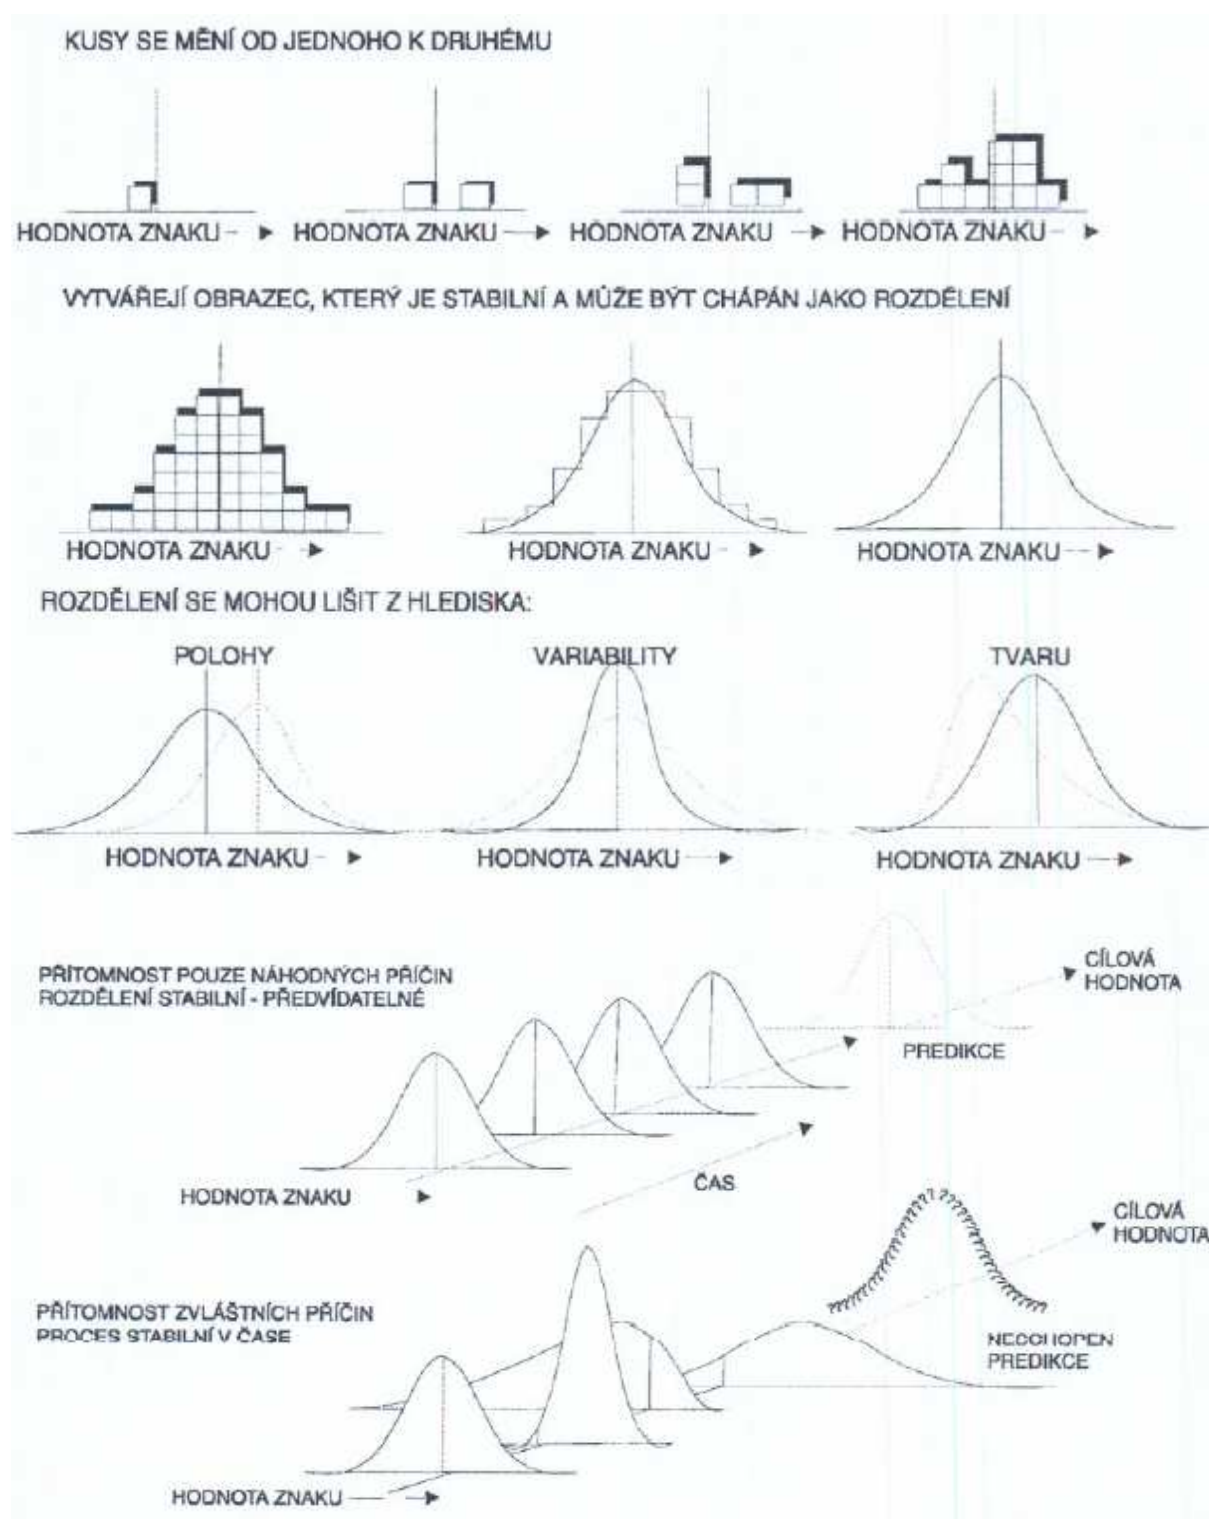 KUSY SE MĚNÍ OD JEDNOHO K DRUHÉMU
HODNOTA ZNAKU
HODNOTA ZNAKU
HODNOTA ZNAKU
HODNOTA ZNAKU
VYTVÁŘEJÍ OBRAZEC, KTERÝ JE STABILNÍ A MŮŽE BÝT CHÁPÁN JAKO ROZDĚLENÍ
HODNOTA ZNAKU
HODNOTA ZNAKU
HODNOTA ZNAKU
ROZDĚLENÍ SE MOHOU LIŠIT Z HLEDISKA:
POLOHY
VARIABILITY
TVARU
HODNOTA ZNAKU
HODNOTA ZNAKU
HODNOTA ZNAKU
PŘÍTOMNOST POUZE NÁHODNÝCH PŘÍČIN
ROZDĚLENÍ STABILNÍ - PŘEDVÍDATELNÉ
CÍLOVÁ
HODNOTA
PREDIKCE
ČAS
HODNOTA ZNAKU
CÍLOVÁ
HODNOTA
PŘÍTOMNOST ZVLÁŠTNÍCH PŘÍČIN
PROCES STABILNÍ V ČASE
PREDIKCE
HODNOTA ZNAKU